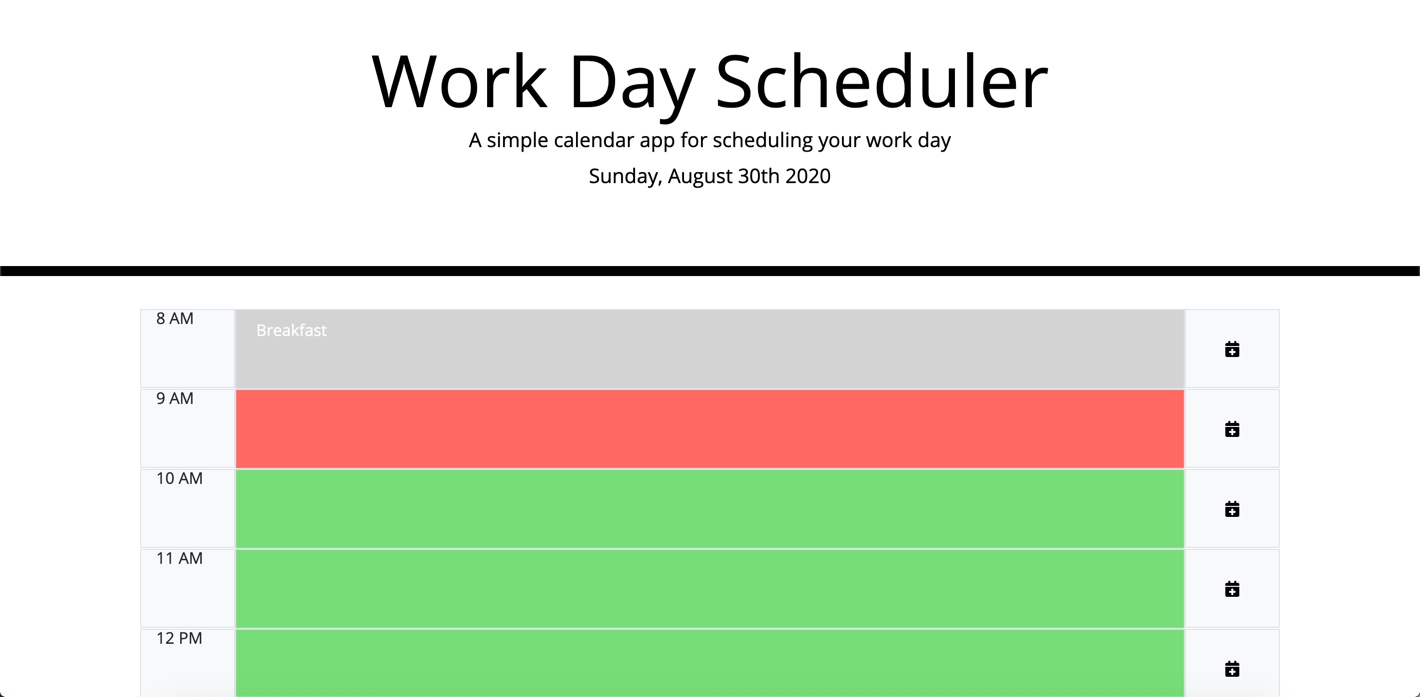 Work Day Scheduler
A simple calendar app for scheduling your work day
Sunday, August 30th 2020
8 AM
Breakfast
9 AM
10 AM
11 AM
12 PM